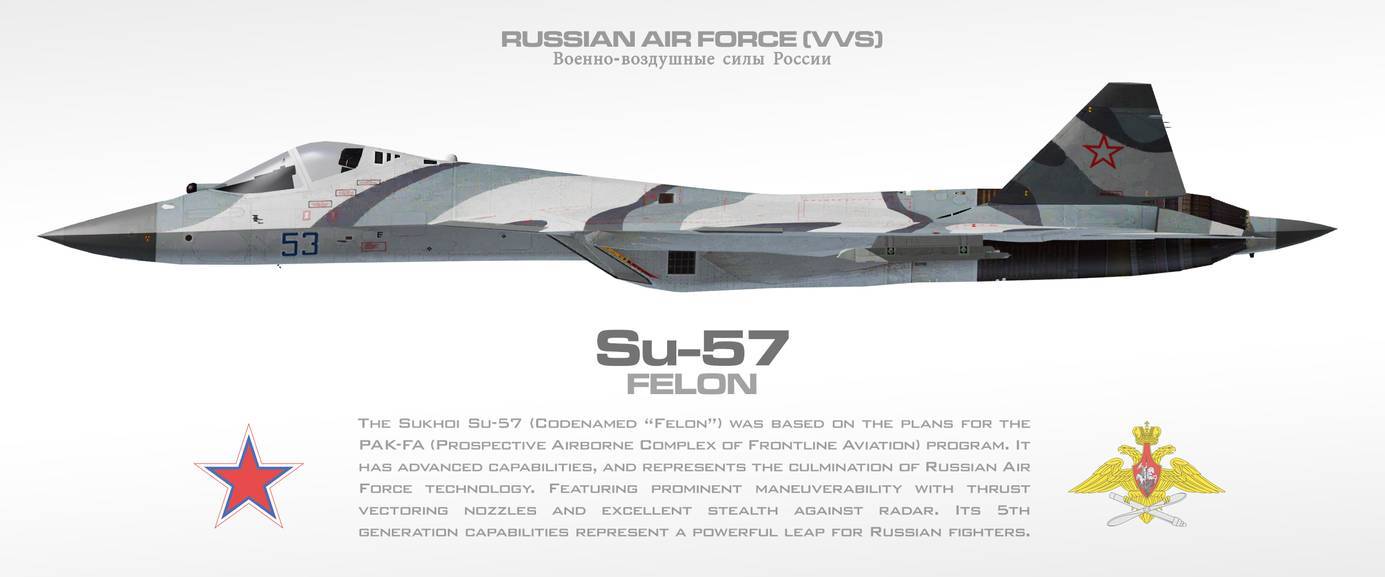 RUSSIAN AIR FORCE (VVS)
Военно-воздушные силы России
53
E
Su-57
FELON
The Sukhoi Su-57 (Codenamed “Felon”) was based on the plans for the
PAK-FA (Prospective Airborne Complex of Frontline Aviation) program. It
has advanced capabilities, and represents the culmination of Russian Air
Force technology. Featuring prominent maneuverability with thrust
vectoring nozzles and excellent stealth against radar. Its 5th
generation capabilities represent a powerful leap for Russian fighters.